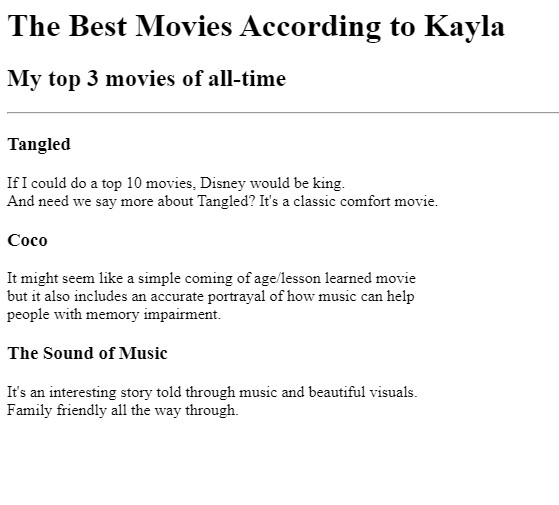 The Best Movies According to Kayla
My top 3 movies of all-time
Tangled
If I could do a top 10 movies, Disney would be king.
And need we say more about Tangled? It's a classic comfort movie.
Coco
It might seem like a simple coming of age/lesson learned movie
but it also includes an accurate portrayal of how music can help
people with memory impairment.
The Sound of Music
It's an interesting story told through music and beautiful visuals.
Family friendly all the way through.